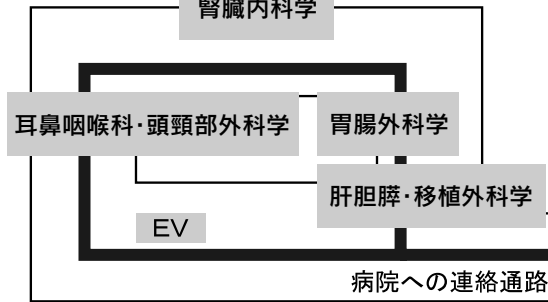 腎臓内科学
耳鼻咽喉科·頭頸部外科学
胃腸外科学
肝胆膵·移植外科学
EV
病院への連絡通路